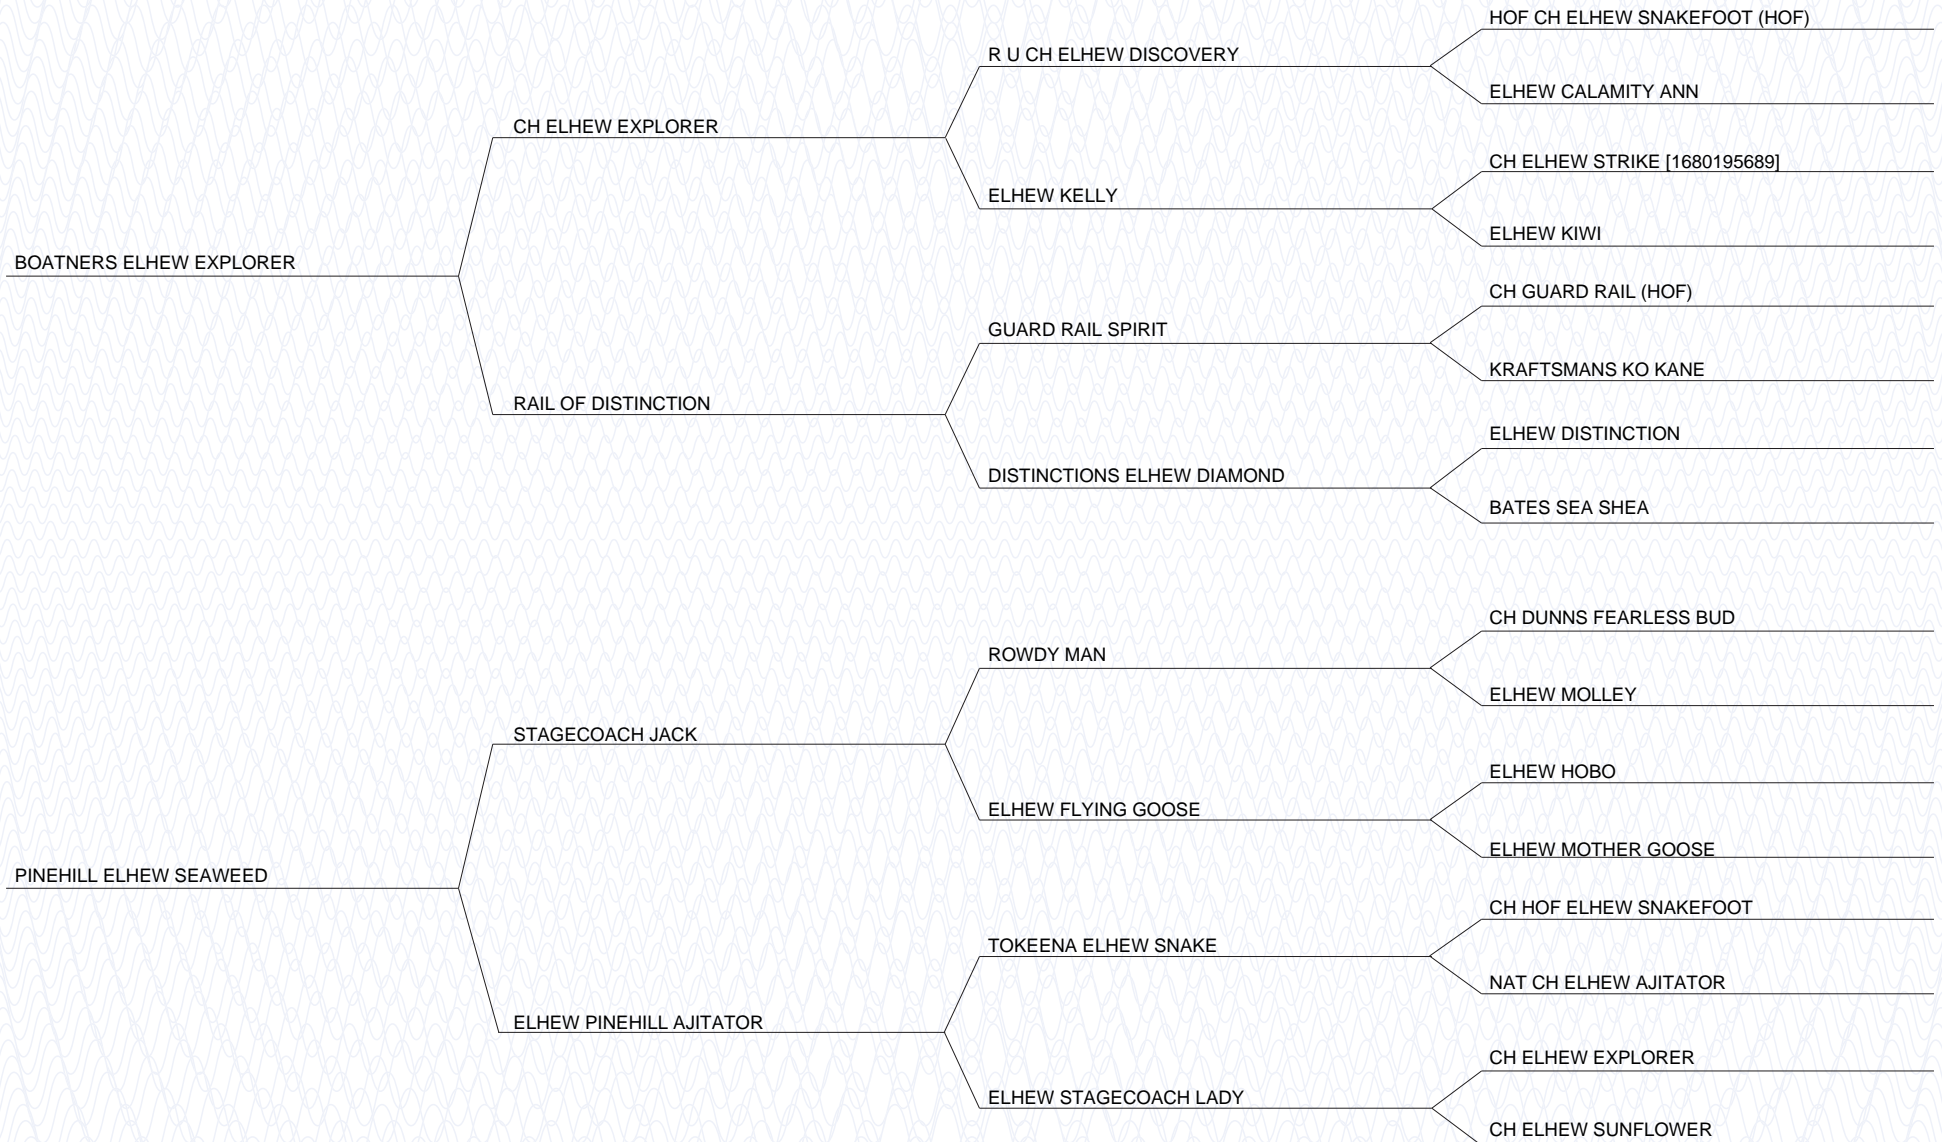 HOF CH ELHEW SNAKEFOOT (HOF)
R U CH ELHEW DISCOVERY
ELHEW CALAMITY ANN
CH ELHEW EXPLORER
CH ELHEW STRIKE [1680195689]
ELHEW KELLY
ELHEW KIWI
BOATNERS ELHEW EXPLORER
CH GUARD RAIL (HOF)
GUARD RAIL SPIRIT
KRAFTSMANS KO KANE
RAIL OF DISTINCTION
ELHEW DISTINCTION
DISTINCTIONS ELHEW DIAMOND
BATES SEA SHEA
CH DUNNS FEARLESS BUD
ROWDY MAN
ELHEW MOLLEY
STAGECOACH JACK
ELHEW HOBO
ELHEW FLYING GOOSE
ELHEW MOTHER GOOSE
PINEHILL ELHEW SEAWEED
CH HOF ELHEW SNAKEFOOT
TOKEENA ELHEW SNAKE
NAT CH ELHEW AJITATOR
ELHEW PINEHILL AJITATOR
CH ELHEW EXPLORER
ELHEW STAGECOACH LADY
CH ELHEW SUNFLOWER